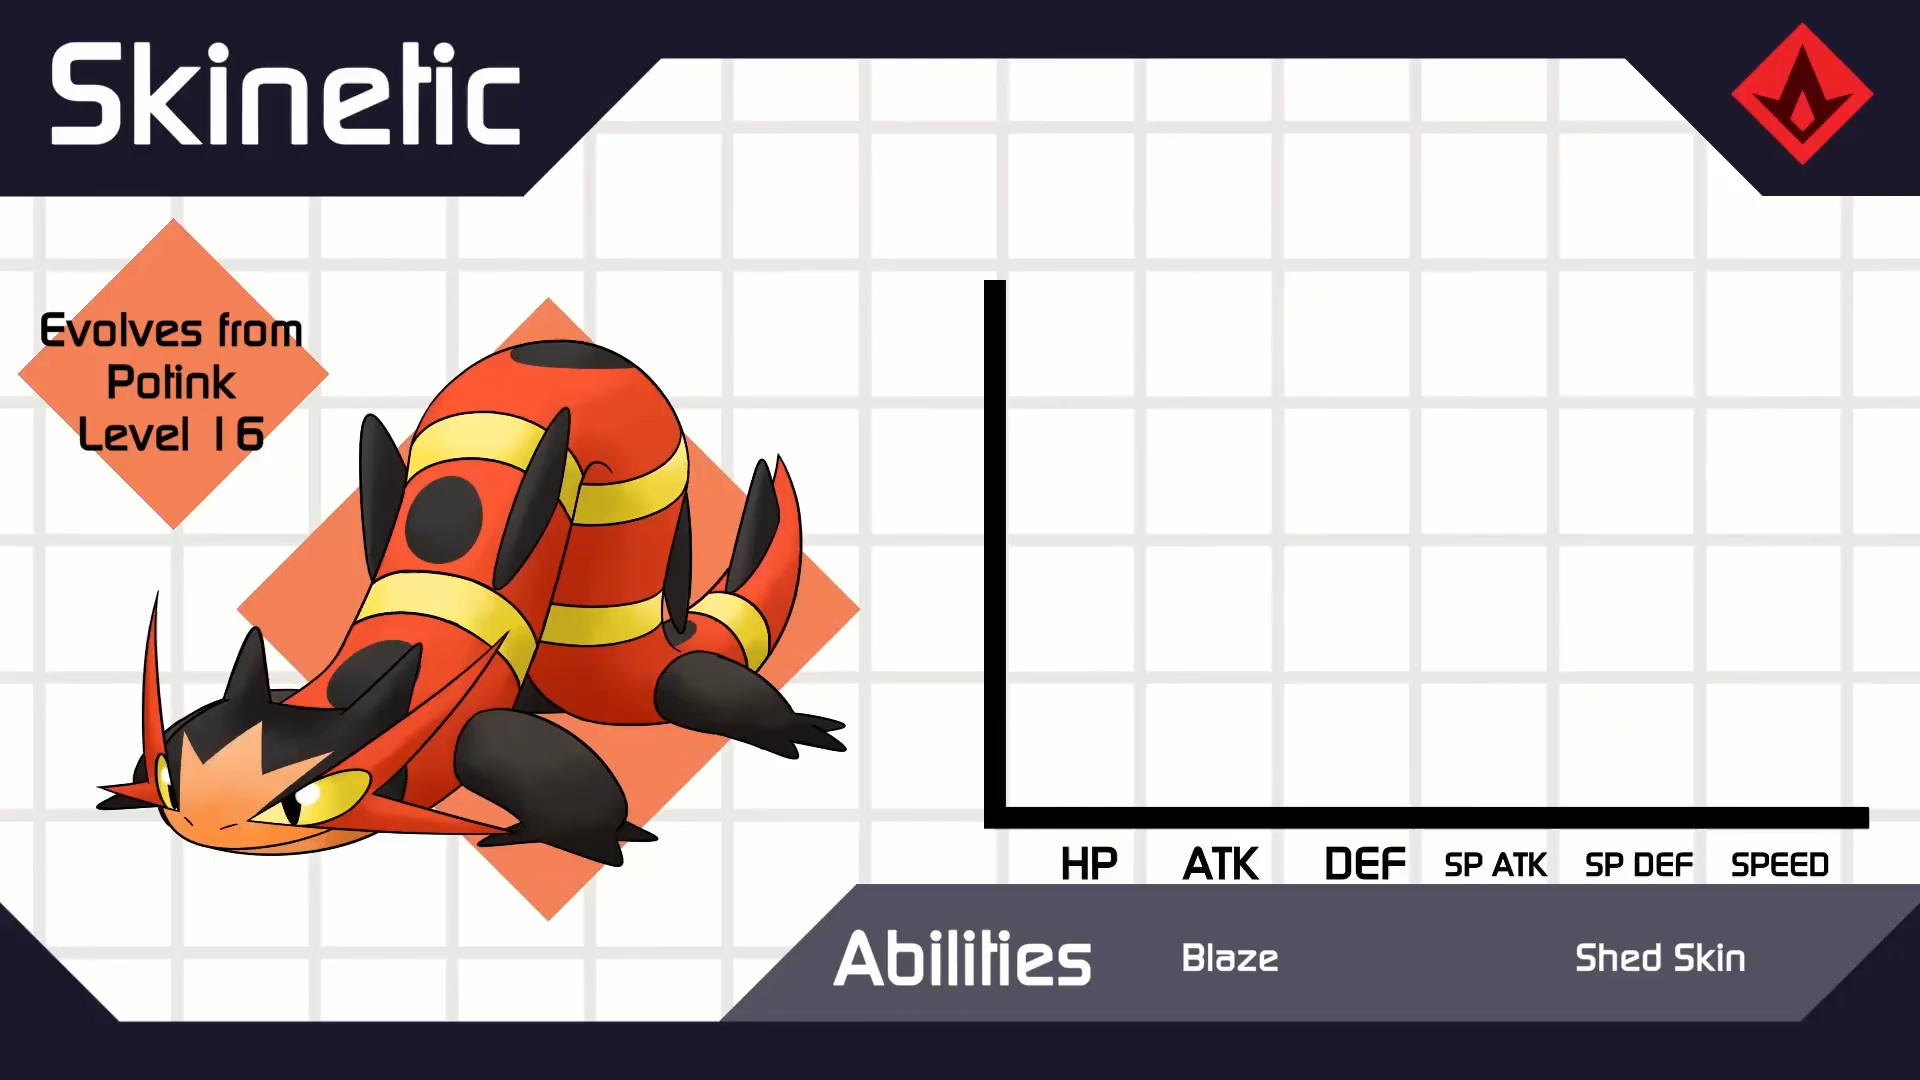 Skinetic
Evolves from
Potink
Level 16
HP ATK DEF SP ATK SP DEF SPEED
Abilities Blaze Shed Skin